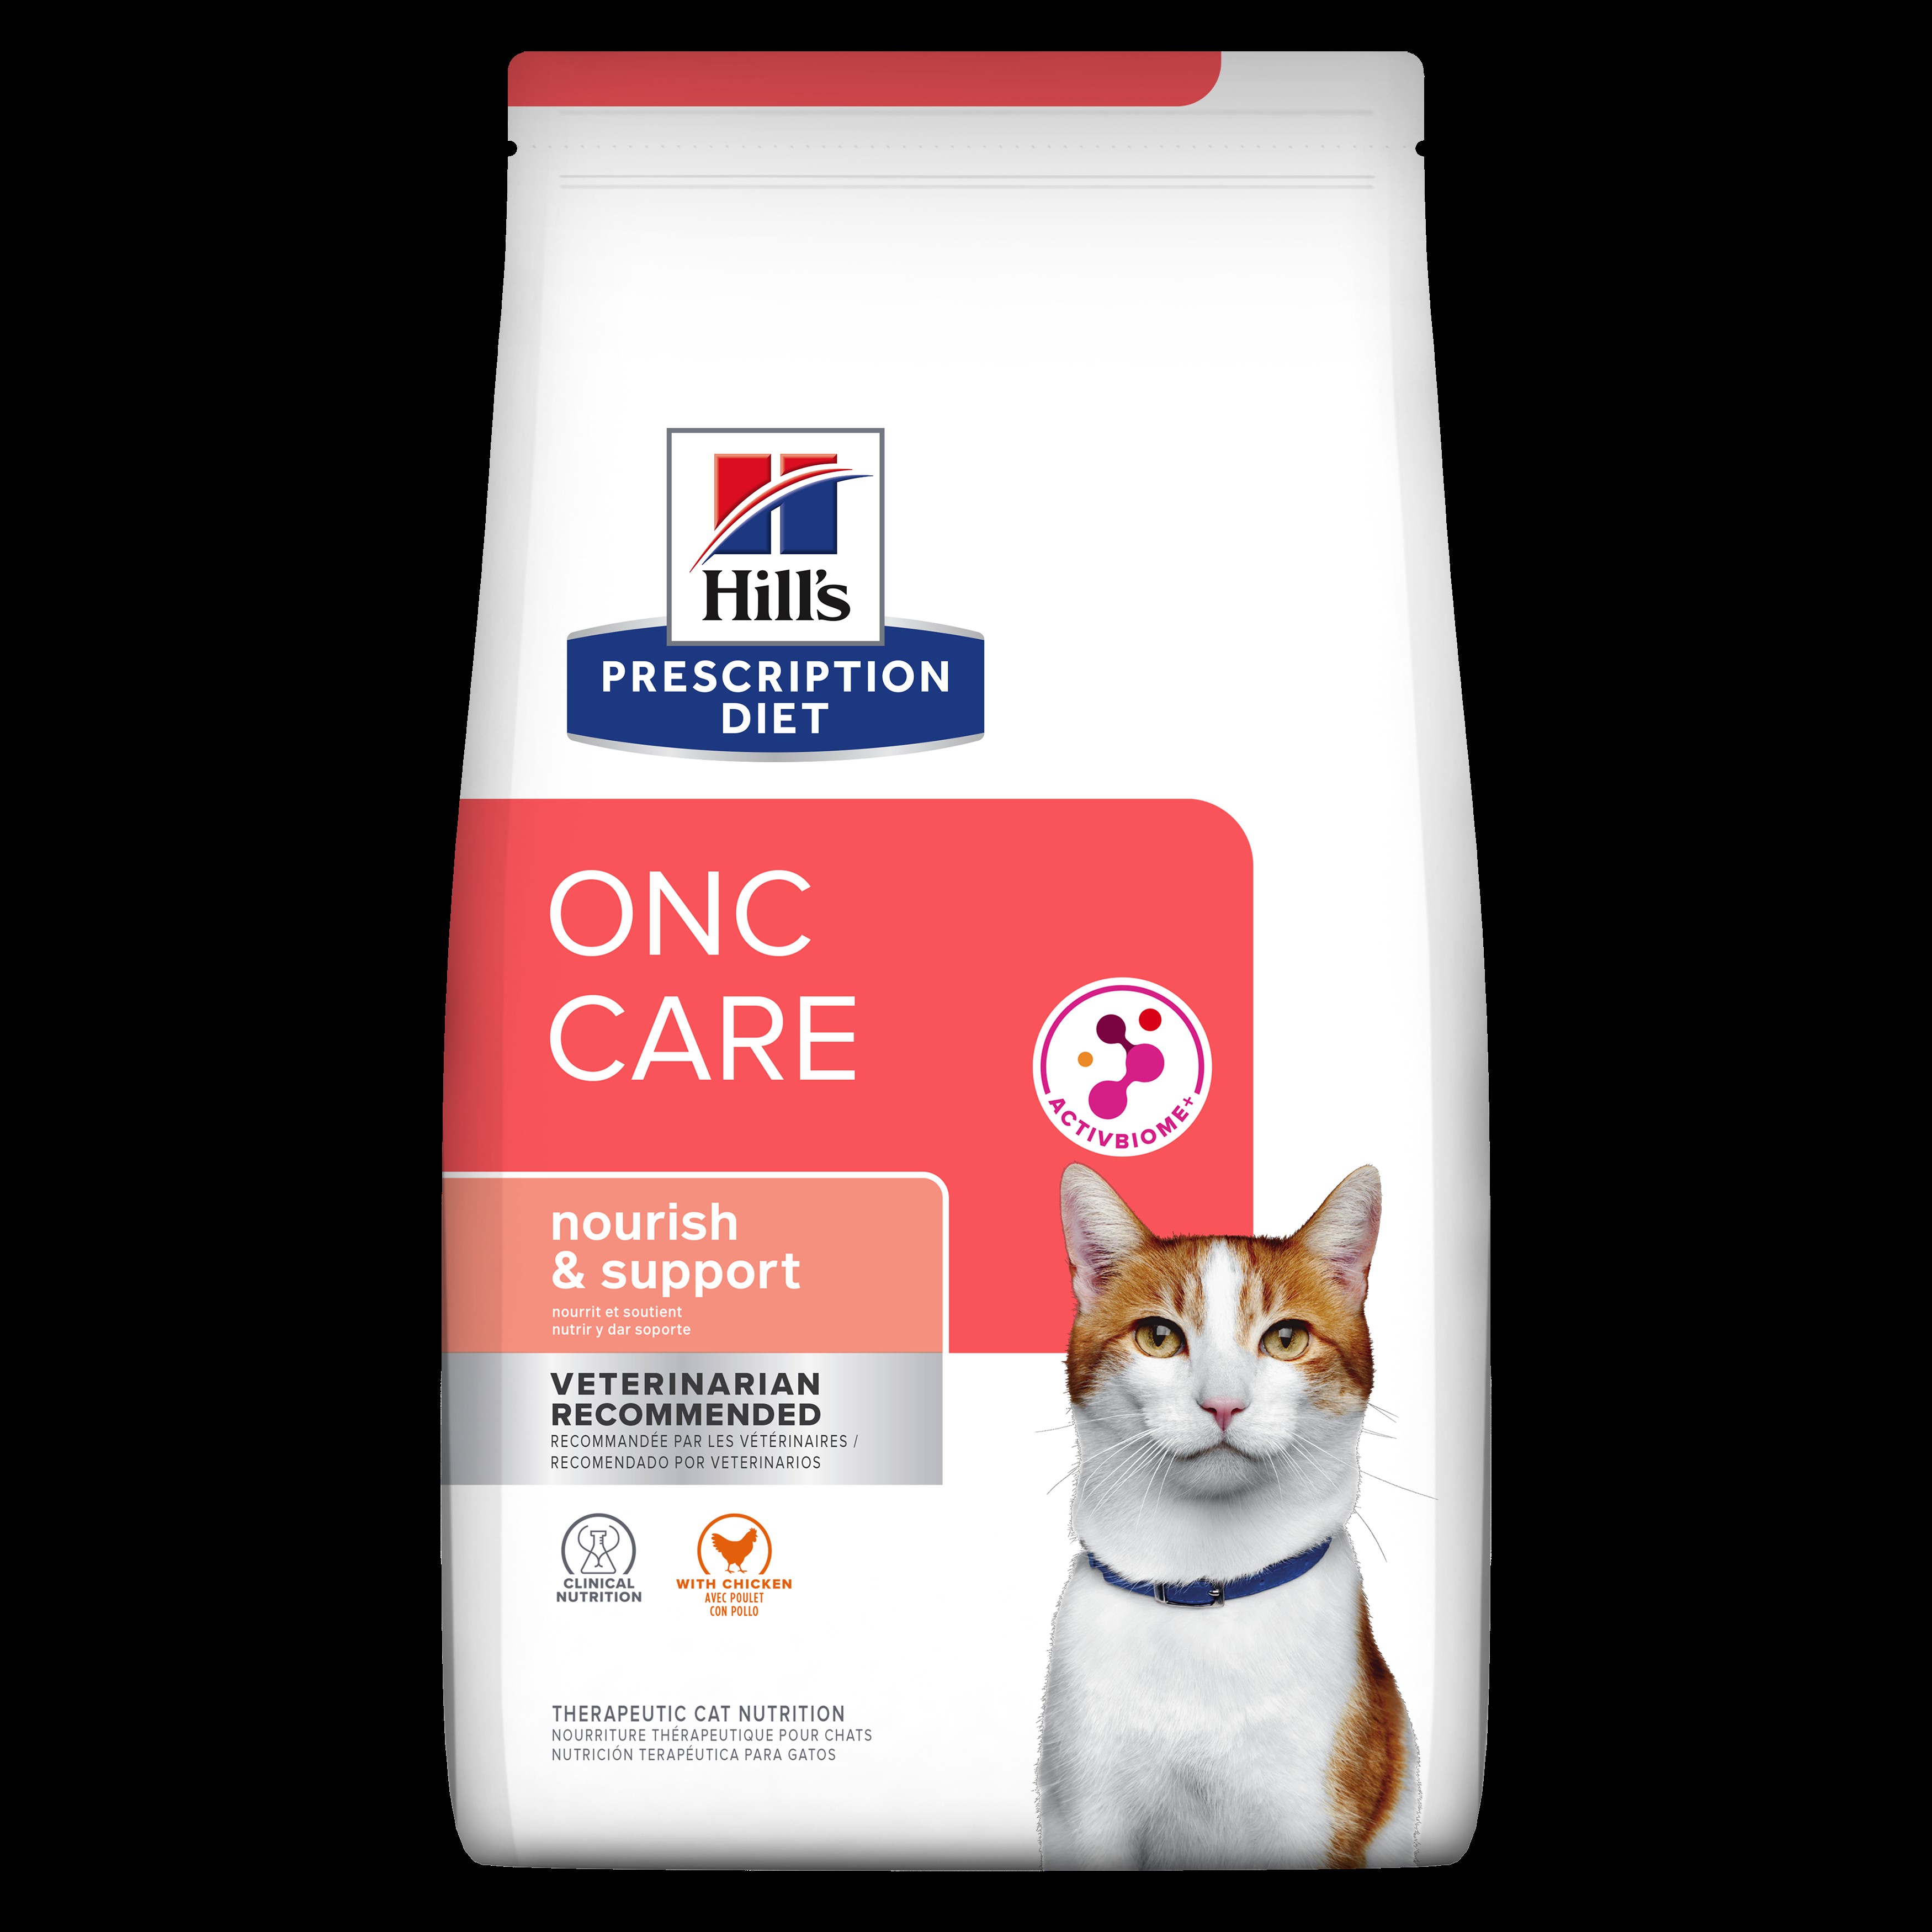 Hill's
PRESCRIPTION
DIET
ONC
CARE
ACTIVBIOME+
nourish
& support
nourrit et soutient
nutrir y dar soporte
VETERINARIAN
RECOMMENDED
RECOMMANDÉE PAR LES VÉTÉRINAIRES /
RECOMENDADO POR VETERINARIOS
CLINICAL
NUTRITION
WITH CHICKEN
AVEC POULET
CON POLLO
THERAPEUTIC CAT NUTRITION
NOURRITURE THÉRAPEUTIQUE POUR CHATS
NUTRICIÓN TERAPÉUTICA PARA GATOS